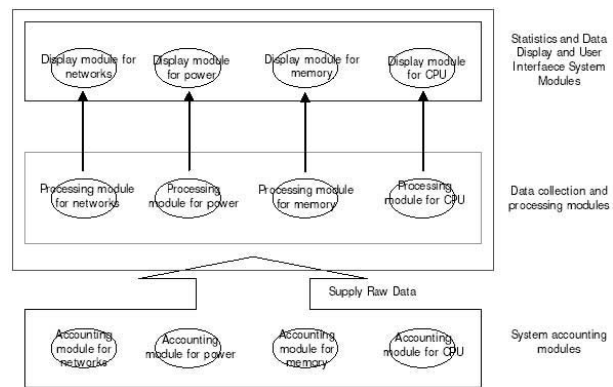 Display module for
networks
Display module
for power
Display module for
memory
Display module
for CPU
Statistics and Data
Display and User
Interfaece System
Modules
Processing module
for networks
Processing
module for power
Processing module
for memory
Processing
module for CPU
Data collection and
processing modules
Supply Raw Data
Accounting
module for
networks
Accounting
module for power
Accounting
module for
memory
Accounting
module for CPU
System accounting
modules